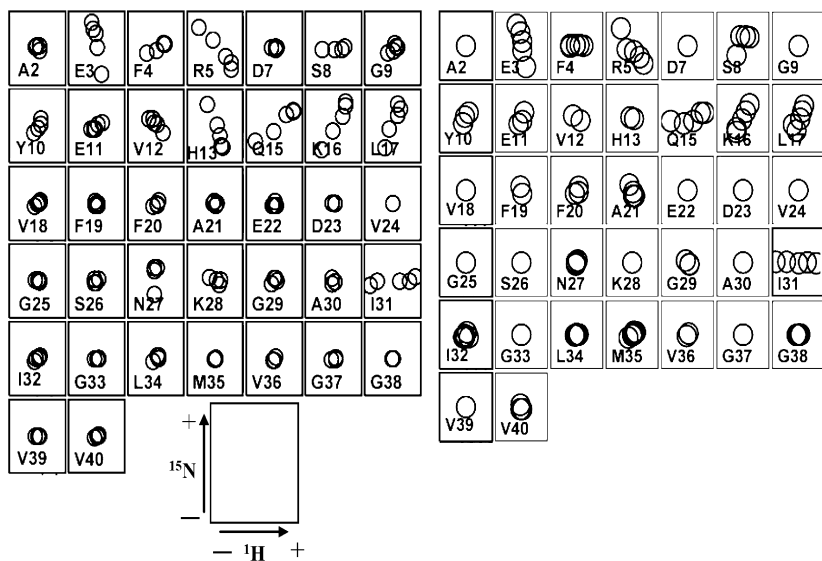 A2 E3 F4 R5 D7 S8 G9
Y10 E11 V12 H13 Q15 K16 L17
V18 F19 F20 A21 E22 D23 V24
G25 S26 N27 K28 G29 A30 I31
I32 G33 L34 M35 V36 G37 G38
V39 V40
+
15N
—
— 1H +
A2 E3 F4 R5 D7 S8 G9
Y10 E11 V12 H13 Q15 K16 L17
V18 F19 F20 A21 E22 D23 V24
G25 S26 N27 K28 G29 A30 I31
I32 G33 L34 M35 V36 G37 G38
V39 V40